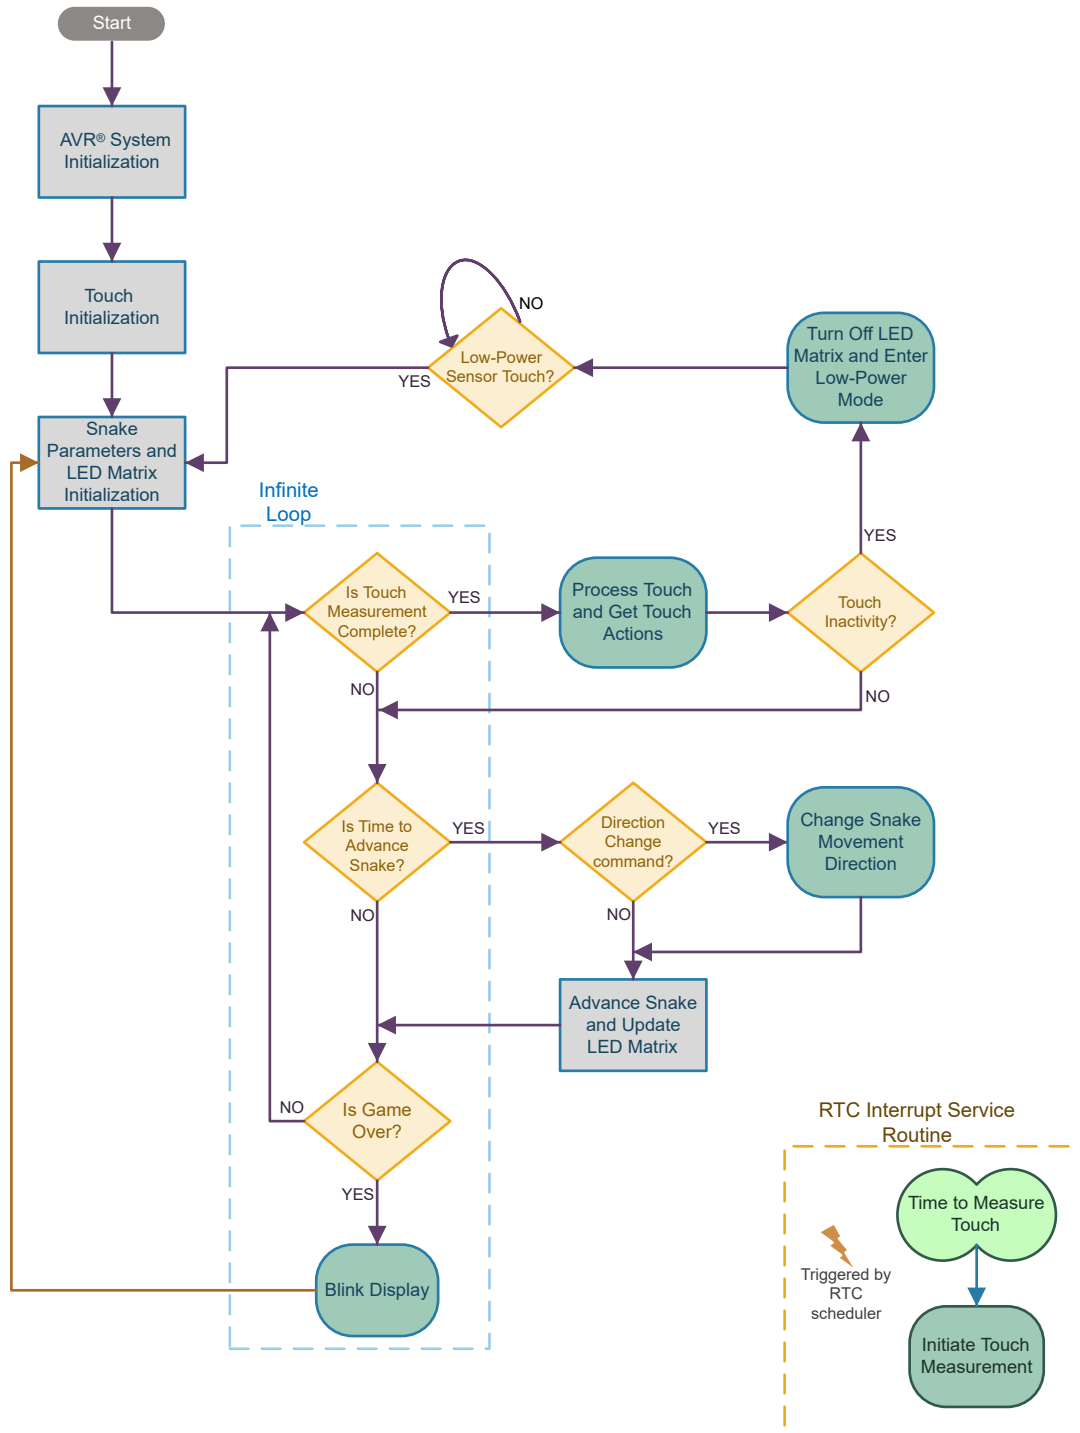 Start
AVR® System
Initialization
Touch
Initialization
Snake
Parameters and
LED Matrix
Initialization
NO
Low-Power
Sensor Touch?
YES
Turn Off LED
Matrix and Enter
Low-Power
Mode
YES
Infinite
Loop
Is Touch
Measurement
Complete?
YES
Process Touch
and Get Touch
Actions
Touch
Inactivity?
NO
NO
Is Time to
Advance
Snake?
YES
Direction
Change
command?
YES
Change Snake
Movement
Direction
NO
NO
Advance Snake
and Update
LED Matrix
Is Game
Over?
NO
YES
Blink Display
RTC Interrupt Service
Routine
Time to Measure
Touch
Triggered by
RTC
scheduler
Initiate Touch
Measurement